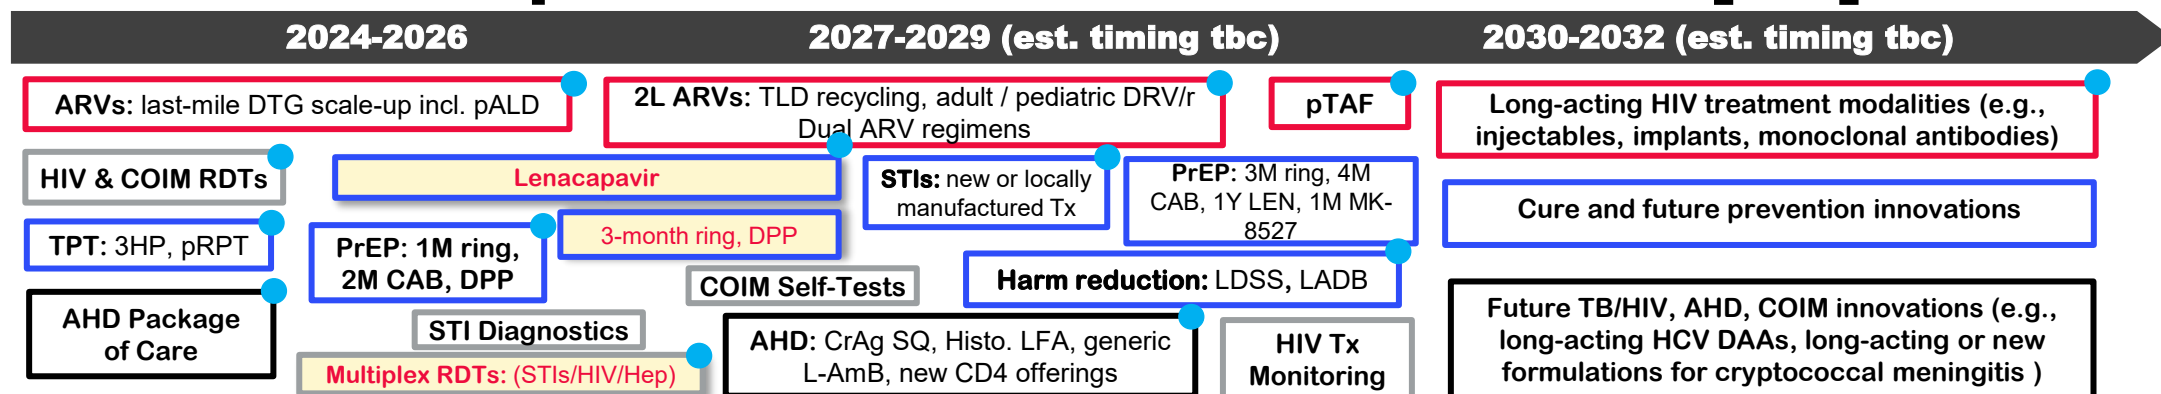 2024-2026
2027-2029 (est. timing tbc)
2030-2032 (est. timing tbc)
ARVs: last-mile DTG scale-up incl. pALD
2L ARVs: TLD recycling, adult / pediatric DRV/r
Dual ARV regimens
pTAF
Long-acting HIV treatment modalities (e.g.,
injectables, implants, monoclonal antibodies)
HIV & COIM RDTs
Lenacapavir
STIs: new or locally
manufactured Tx
PrEP: 3M ring, 4M
CAB, 1Y LEN, 1M MK-
8527
Cure and future prevention innovations
TPT: 3HP, pRPT
PrEP: 1M ring,
2M CAB, DPP
3-month ring, DPP
COIM Self-Tests
Harm reduction: LDSS, LADB
AHD Package
of Care
STI Diagnostics
Multiplex RDTs: (STIs/HIV/Hep)
AHD: CrAg SQ, Histo. LFA, generic
L-AmB, new CD4 offerings
HIV Tx
Monitoring
Future TB/HIV, AHD, COIM innovations (e.g.,
long-acting HCV DAAs, long-acting or new
formulations for cryptococcal meningitis )